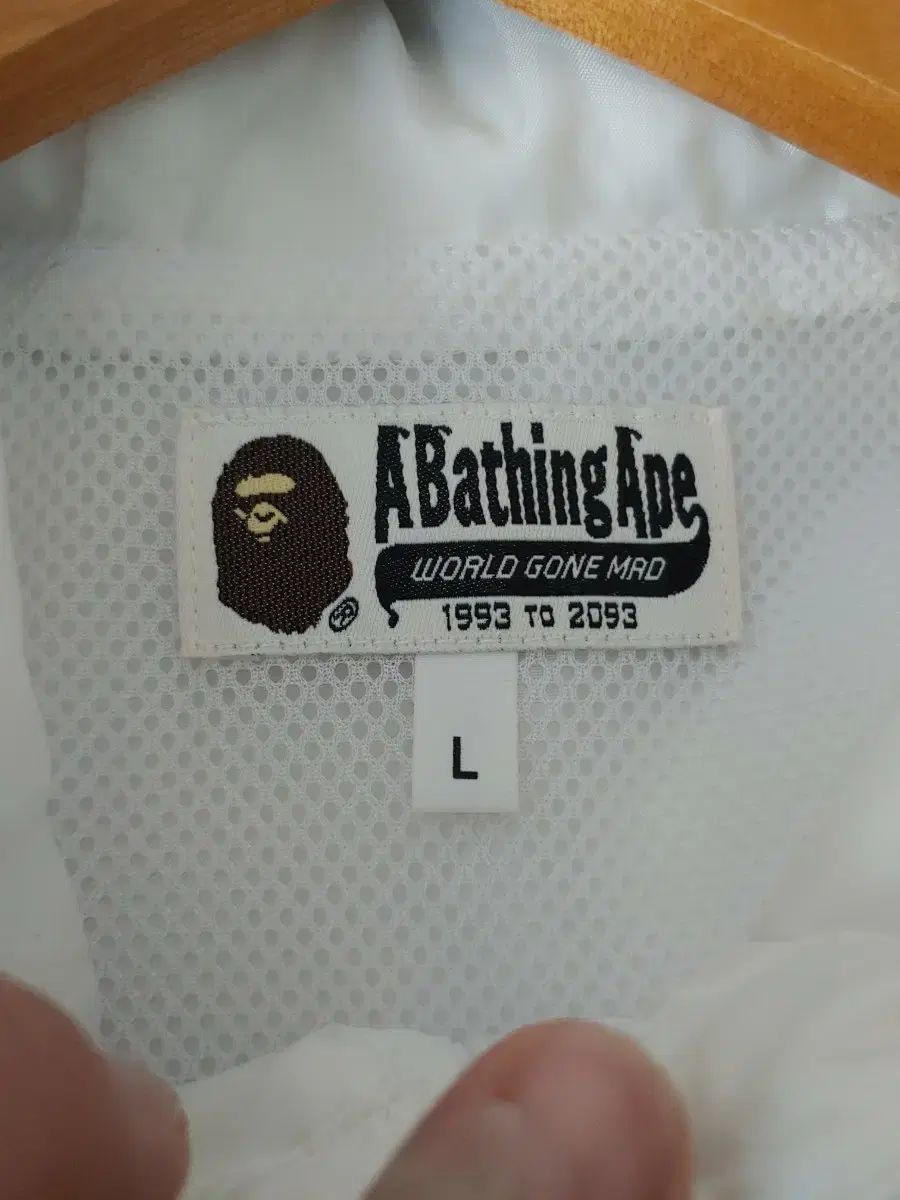 A Bathing Ape
WORLD GONE MAD
1993 TO 2093
L